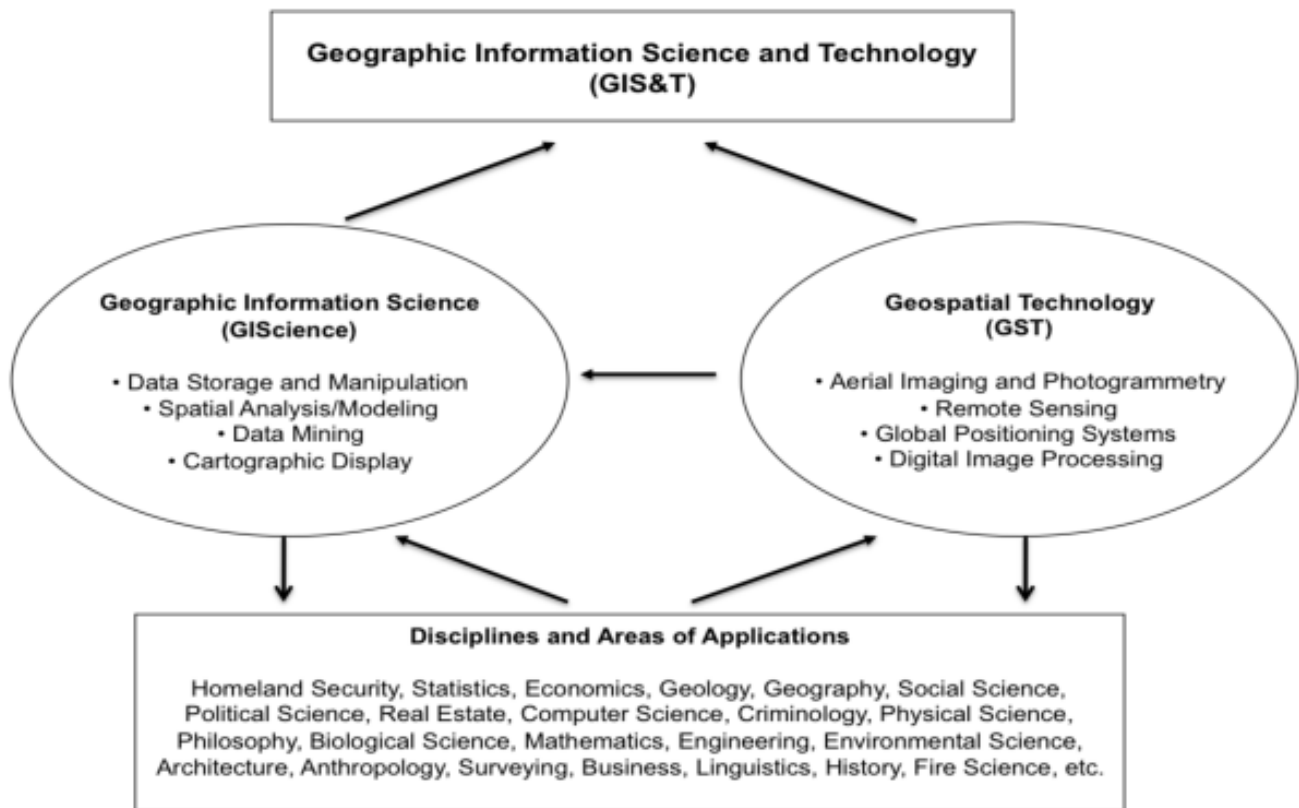 Geographic Information Science and Technology
(GIS&T)
Geographic Information Science
(GIScience)
• Data Storage and Manipulation
• Spatial Analysis/Modeling
• Data Mining
• Cartographic Display
Geospatial Technology
(GST)
• Aerial Imaging and Photogrammetry
• Remote Sensing
• Global Positioning Systems
• Digital Image Processing
Disciplines and Areas of Applications
Homeland Security, Statistics, Economics, Geology, Geography, Social Science,
Political Science, Real Estate, Computer Science, Criminology, Physical Science,
Philosophy, Biological Science, Mathematics, Engineering, Environmental Science,
Architecture, Anthropology, Surveying, Business, Linguistics, History, Fire Science, etc.